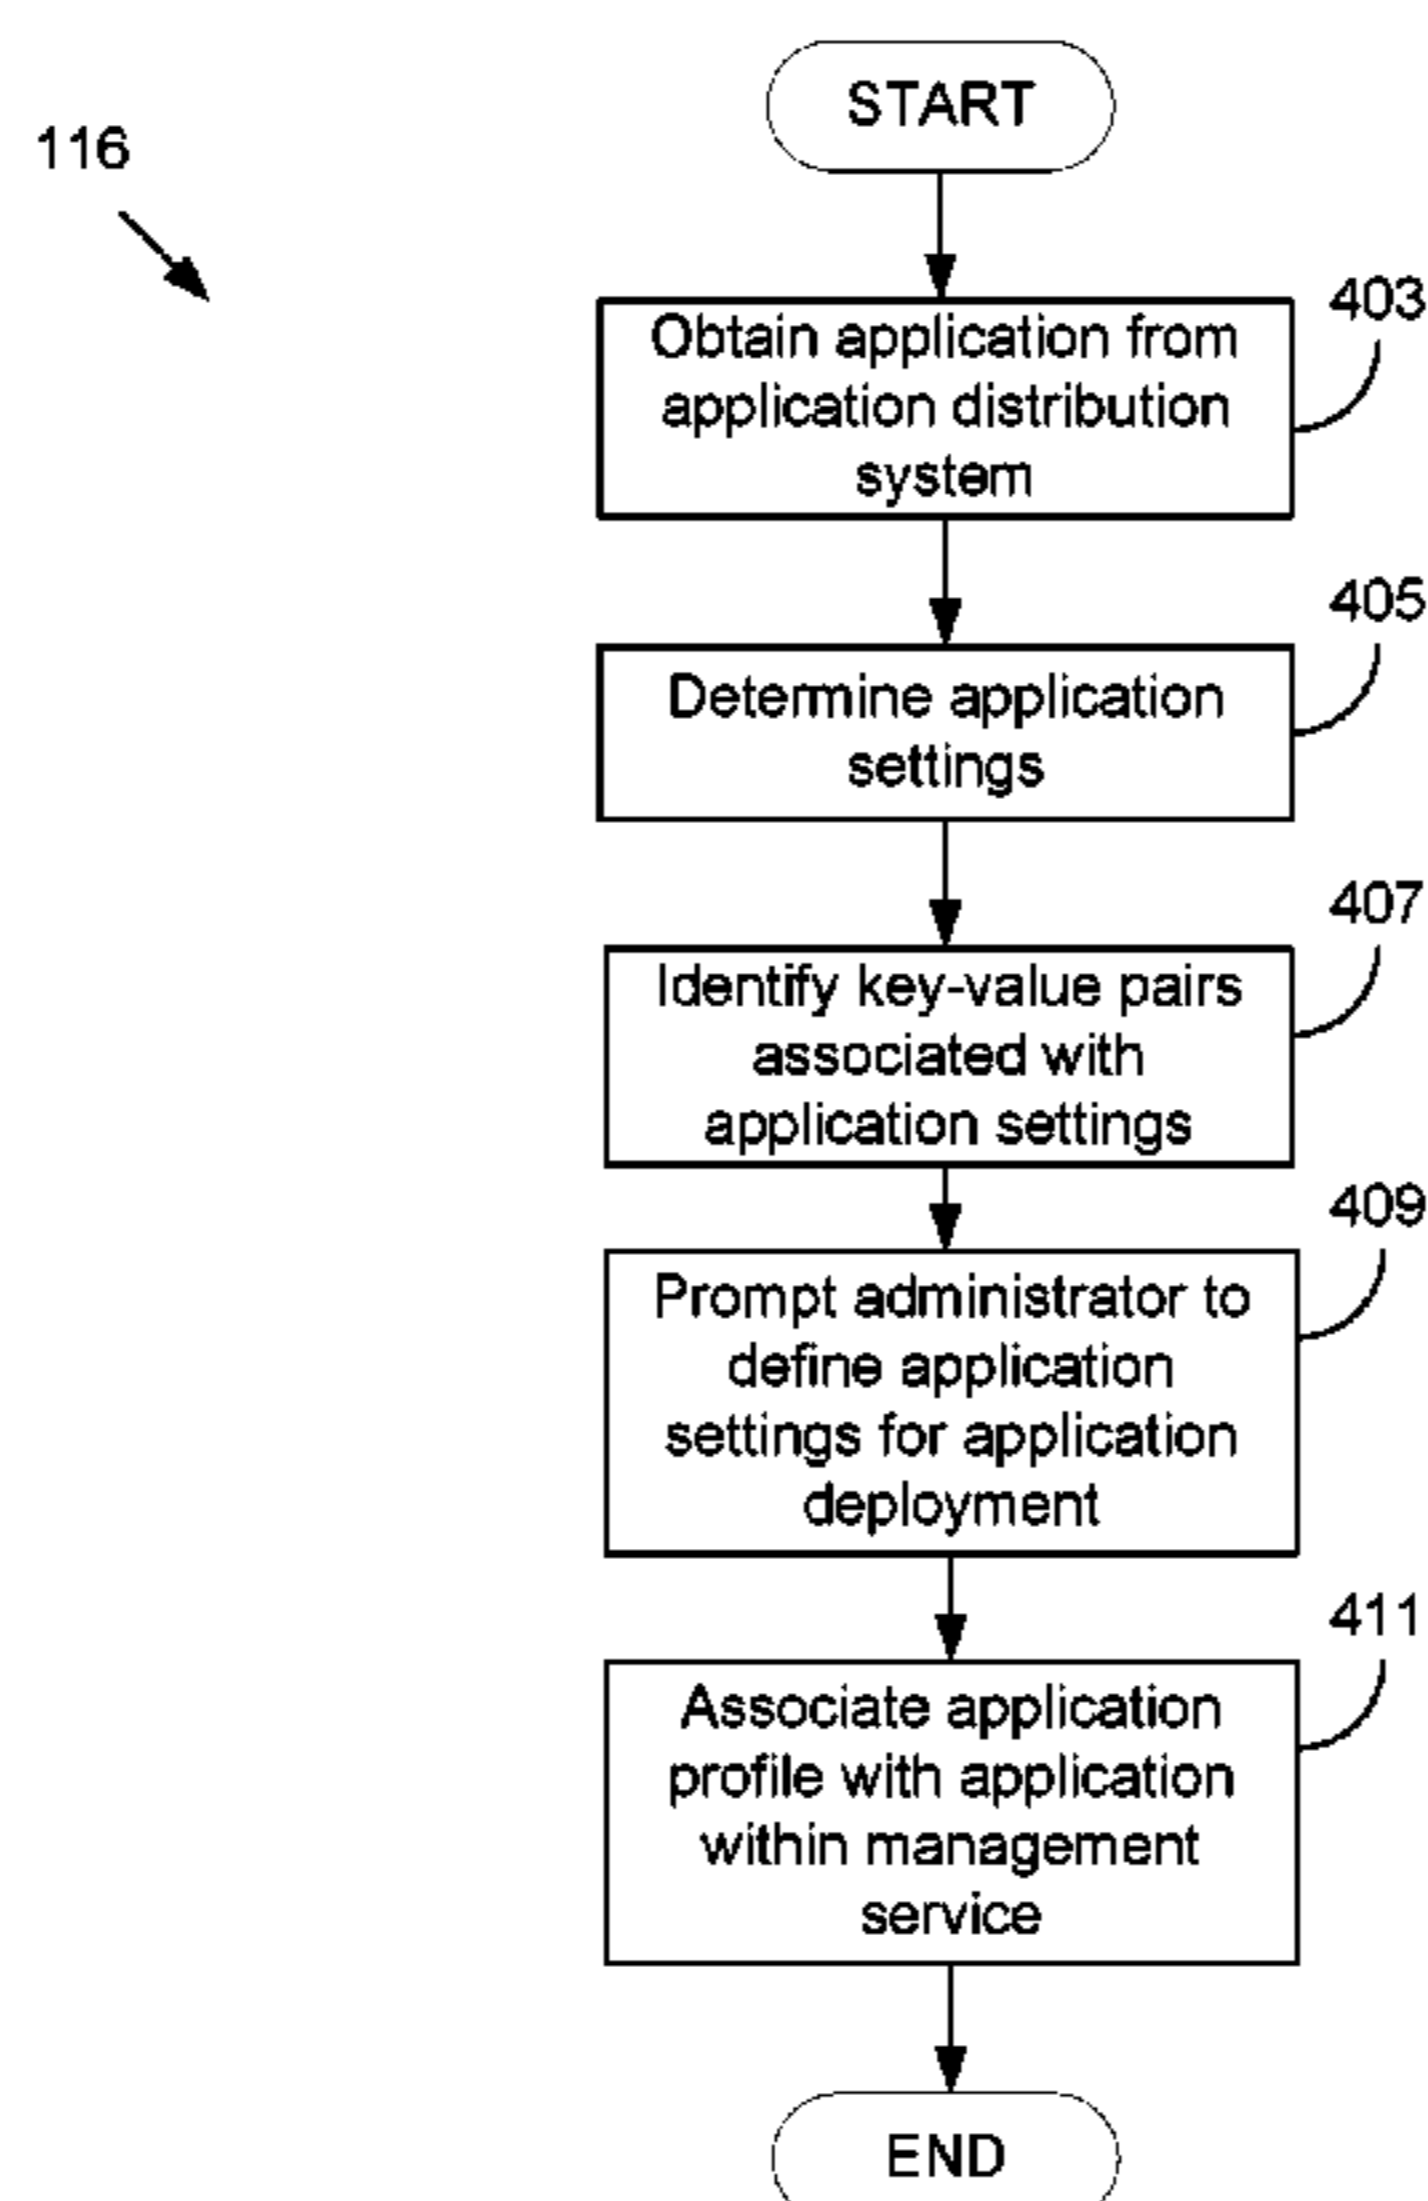 START
116
403
Obtain application from
application distribution
system
405
Determine application
settings
407
Identify key-value pairs
associated with
application settings
409
Prompt administrator to
define application
settings for application
deployment
411
Associate application
profile with application
within management
service
END